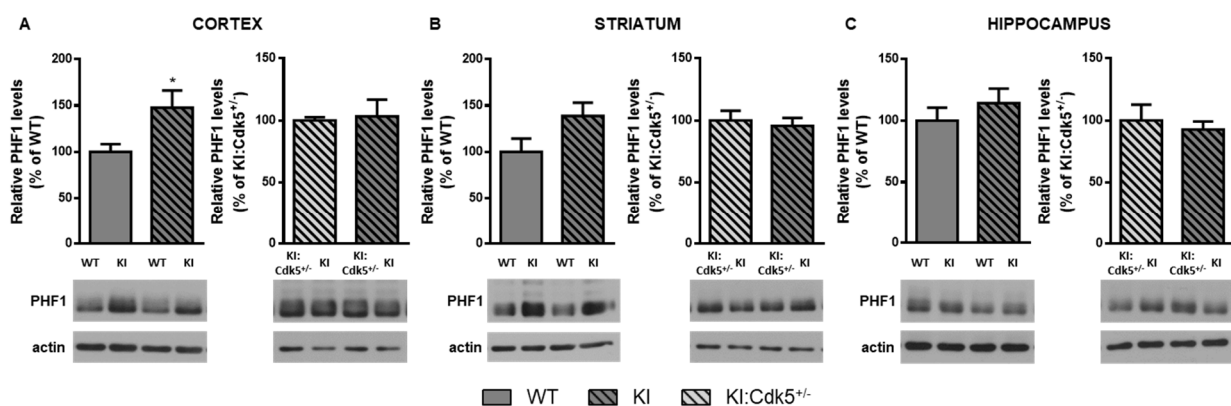 A
CORTEX
B
STRIATUM
C
HIPPOCAMPUS
Relative PHF1 levels
(% of WT)
200
150
100
50
0
*
Relative PHF1 levels
(% of KI:Cdk5+/-)
150
100
50
0
Relative PHF1 levels
(% of WT)
200
150
100
50
0
Relative PHF1 levels
(% of KI:Cdk5+/-)
150
100
50
0
Relative PHF1 levels
(% of WT)
150
100
50
0
Relative PHF1 levels
(% of KI:Cdk5+/-)
150
100
50
0
WT KI WT KI
KI: KI:
Cdk5+/- KI Cdk5+/- KI
WT KI WT KI
KI: KI:
Cdk5+/- KI Cdk5+/- KI
WT KI WT KI
KI: KI:
Cdk5+/- KI Cdk5+/- KI
PHF1
PHF1
PHF1
actin
actin
actin
WT KI KI:Cdk5+/-